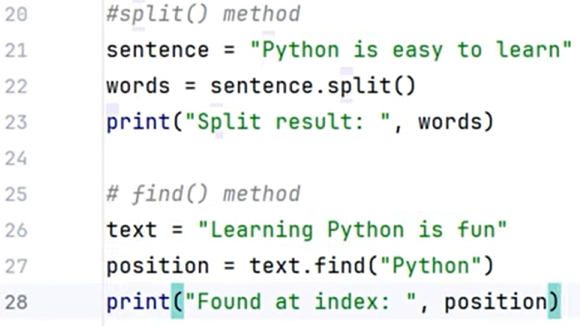 20 #split() method
21 sentence = "Python is easy to learn"
22 words = sentence.split()
23 print("Split result: ", words)
24
25 # find() method
26 text = "Learning Python is fun"
27 position = text.find("Python")
28 print("Found at index: ", position)